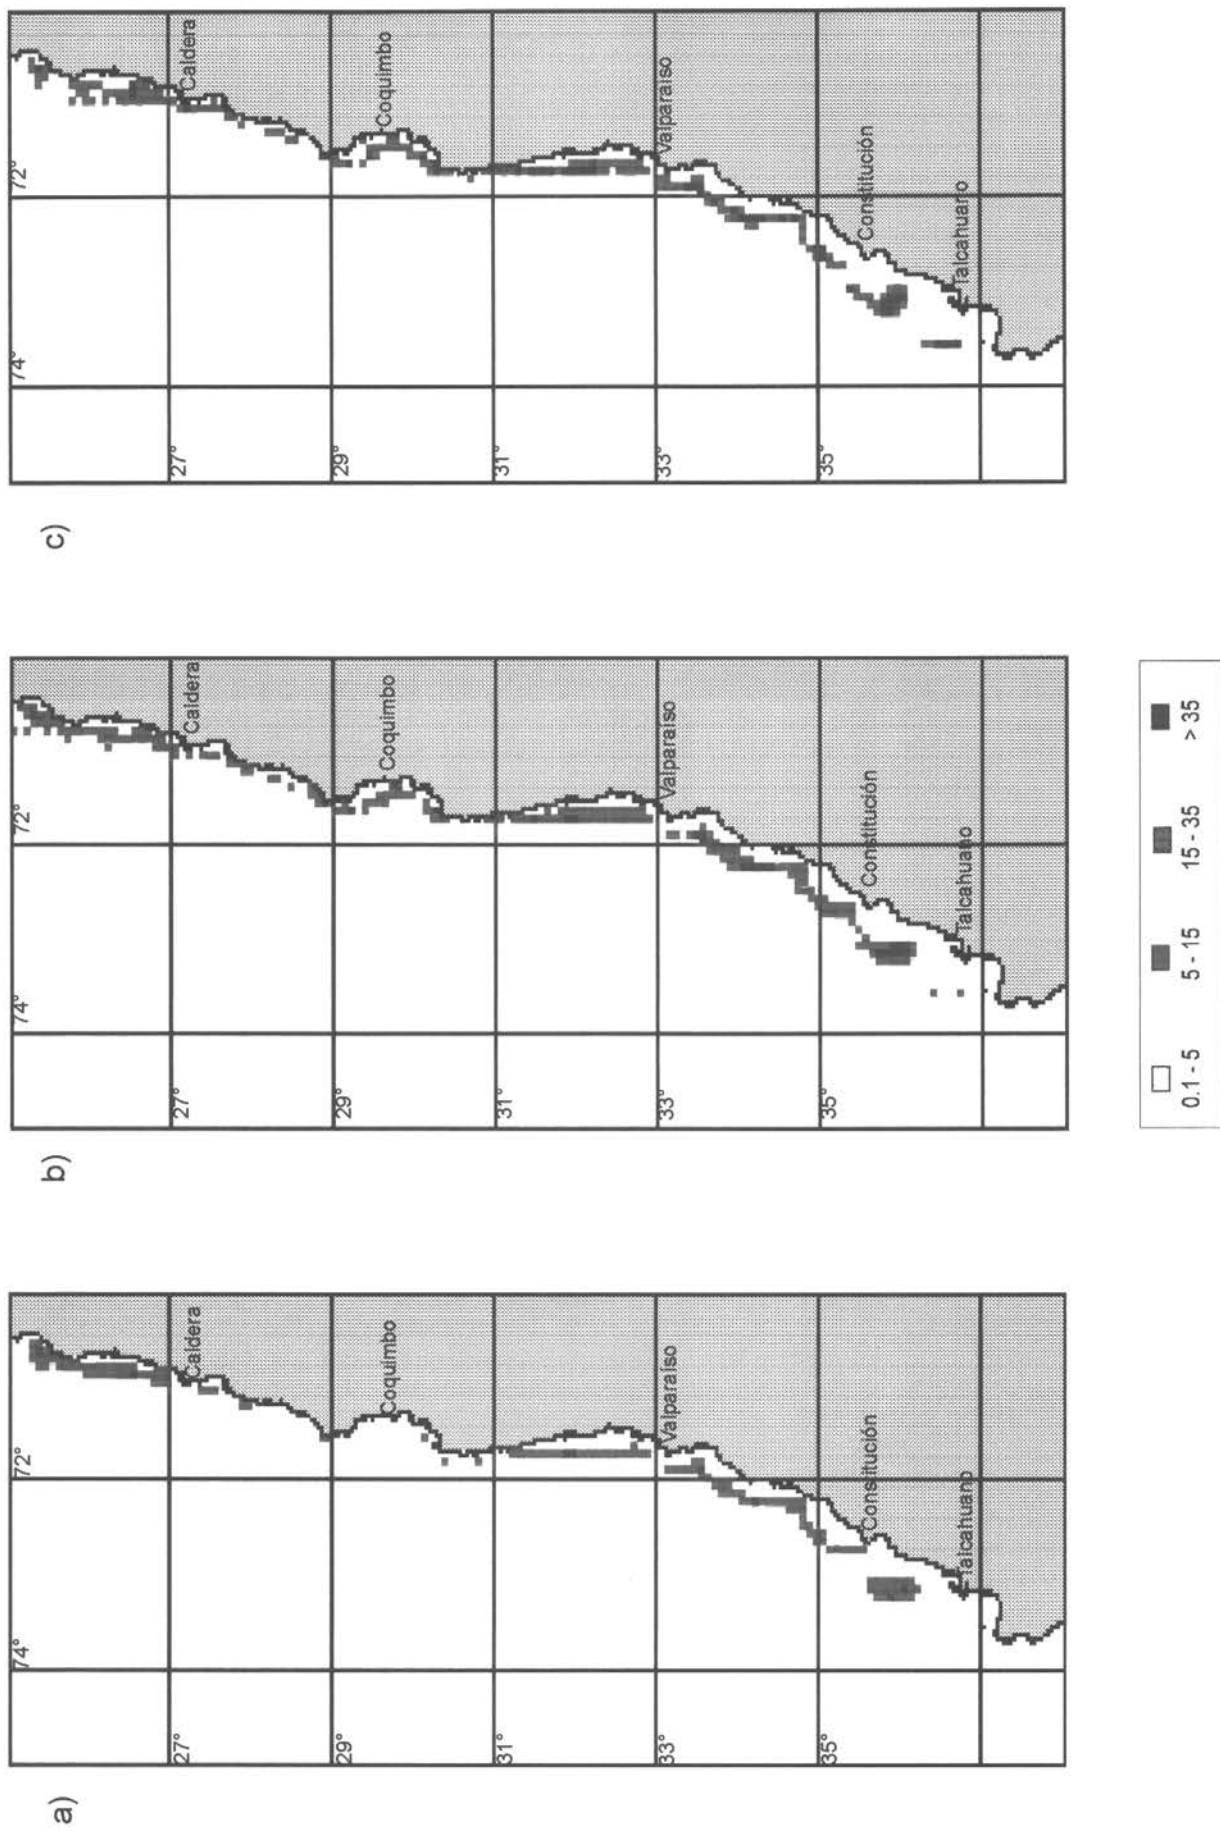 a)
74°
72°
27°
Caldera
29°
Coquimbo
31°
33°
Valparaíso
35°
Constitución
Talcahuano
b)
74°
72°
27°
Caldera
29°
Coquimbo
31°
33°
Valparaíso
35°
Constitución
Talcahuano
c)
74°
72°
27°
Caldera
29°
Coquimbo
31°
33°
Valparaíso
35°
Constitución
Talcahuano
0.1 - 5
5 - 15
15 - 35
> 35